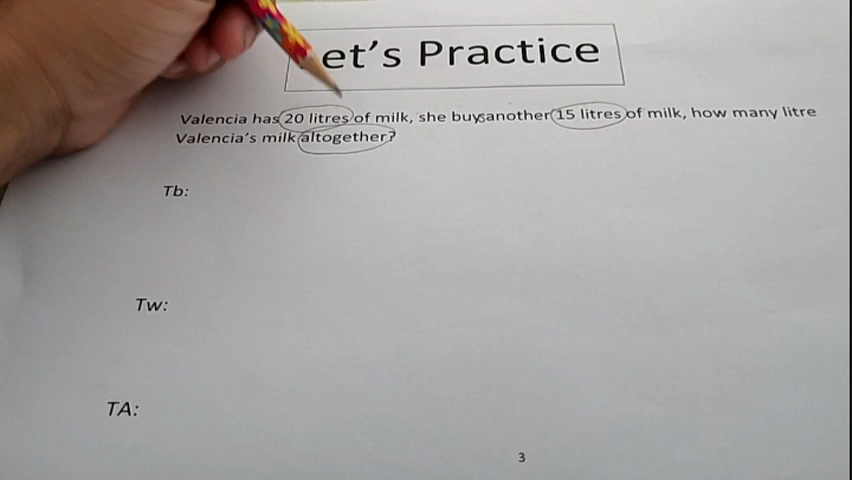 et's Practice
Valencia has 20 litres of milk, she buys another 15 litres of milk, how many litre
Valencia's milk altogether?
Tb:
Tw:
TA:
3